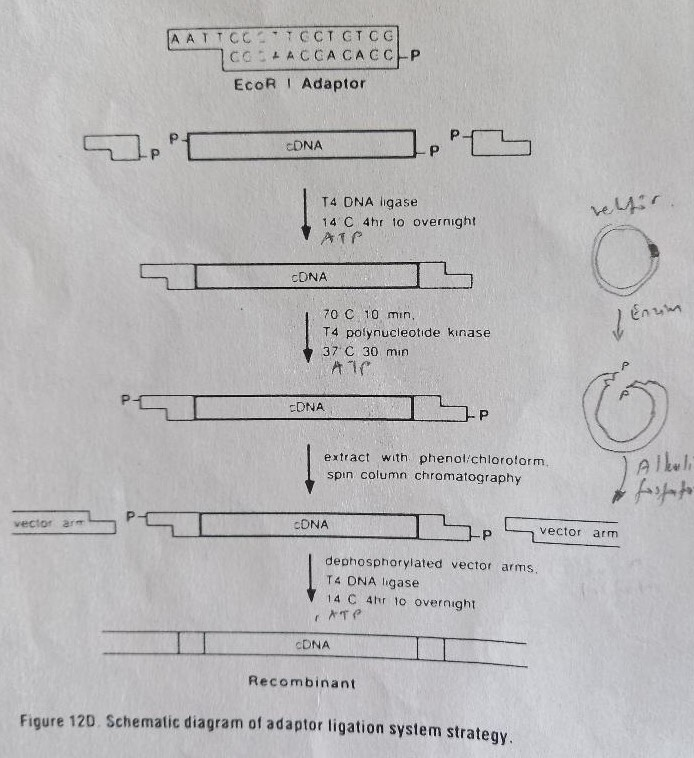 EcoR I Adaptor
P
P
P
cDNA
P
P
T4 DNA ligase
14 C 4hr to overnight
ATP
cDNA
70 C 10 min,
T4 polynucleotide kinase
37 C 30 min
ATP
P
cDNA
P
P
P
extract with phenol/chloroform,
spin column chromatography
vector arm
P
cDNA
P
vector arm
dephosphorylated vector arms,
T4 DNA ligase
14 C 4hr to overnight
ATP
cDNA
Recombinant
Figure 12D. Schematic diagram of adaptor ligation system strategy.